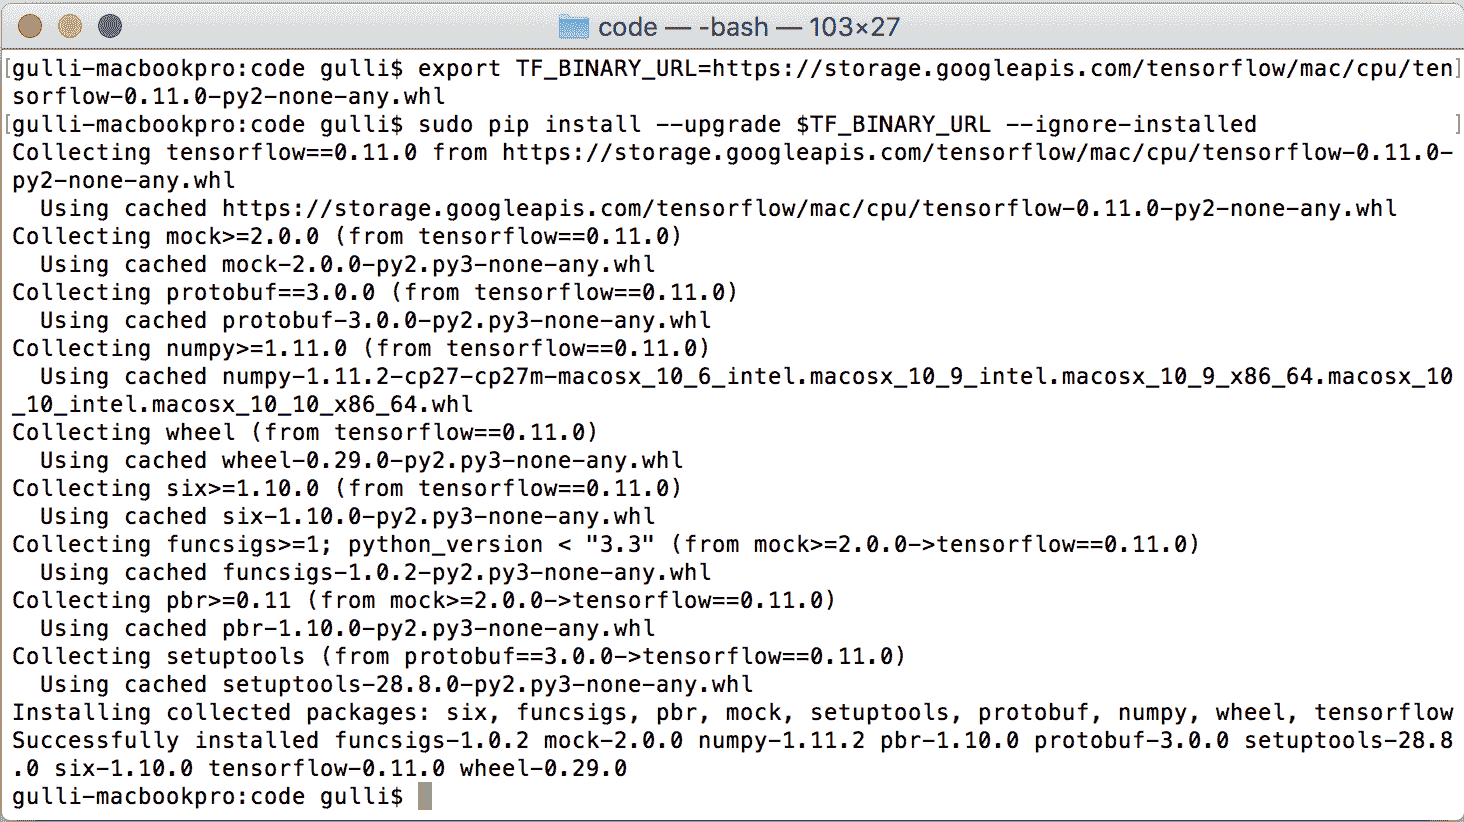 code — -bash — 103×27
[gulli-macbookpro:code gulli$ export TF_BINARY_URL=https://storage.googleapis.com/tensorflow/mac/cpu/ten]
sorflow-0.11.0-py2-none-any.whl
[gulli-macbookpro:code gulli$ sudo pip install --upgrade $TF_BINARY_URL --ignore-installed ]
Collecting tensorflow==0.11.0 from https://storage.googleapis.com/tensorflow/mac/cpu/tensorflow-0.11.0-
py2-none-any.whl
  Using cached https://storage.googleapis.com/tensorflow/mac/cpu/tensorflow-0.11.0-py2-none-any.whl
Collecting mock>=2.0.0 (from tensorflow==0.11.0)
  Using cached mock-2.0.0-py2.py3-none-any.whl
Collecting protobuf==3.0.0 (from tensorflow==0.11.0)
  Using cached protobuf-3.0.0-py2.py3-none-any.whl
Collecting numpy>=1.11.0 (from tensorflow==0.11.0)
  Using cached numpy-1.11.2-cp27-cp27m-macosx_10_6_intel.macosx_10_9_intel.macosx_10_9_x86_64.macosx_10
_10_intel.macosx_10_10_x86_64.whl
Collecting wheel (from tensorflow==0.11.0)
  Using cached wheel-0.29.0-py2.py3-none-any.whl
Collecting six>=1.10.0 (from tensorflow==0.11.0)
  Using cached six-1.10.0-py2.py3-none-any.whl
Collecting funcsigs>=1; python_version < "3.3" (from mock>=2.0.0->tensorflow==0.11.0)
  Using cached funcsigs-1.0.2-py2.py3-none-any.whl
Collecting pbr>=0.11 (from mock>=2.0.0->tensorflow==0.11.0)
  Using cached pbr-1.10.0-py2.py3-none-any.whl
Collecting setuptools (from protobuf==3.0.0->tensorflow==0.11.0)
  Using cached setuptools-28.8.0-py2.py3-none-any.whl
Installing collected packages: six, funcsigs, pbr, mock, setuptools, protobuf, numpy, wheel, tensorflow
Successfully installed funcsigs-1.0.2 mock-2.0.0 numpy-1.11.2 pbr-1.10.0 protobuf-3.0.0 setuptools-28.8
.0 six-1.10.0 tensorflow-0.11.0 wheel-0.29.0
gulli-macbookpro:code gulli$